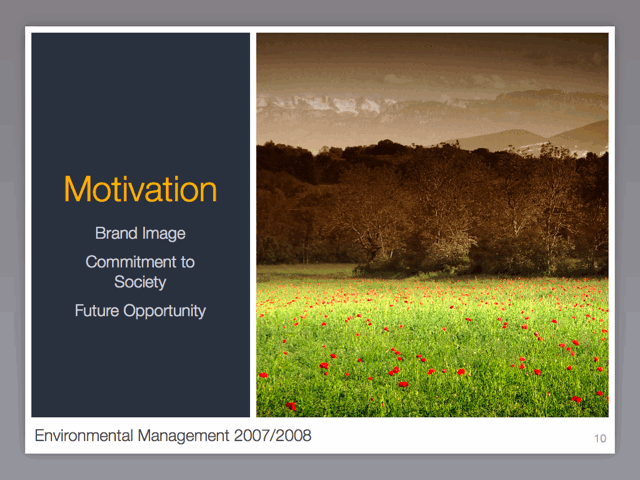 Motivation
Brand Image
Commitment to
Society
Future Opportunity
Environmental Management 2007/2008
10